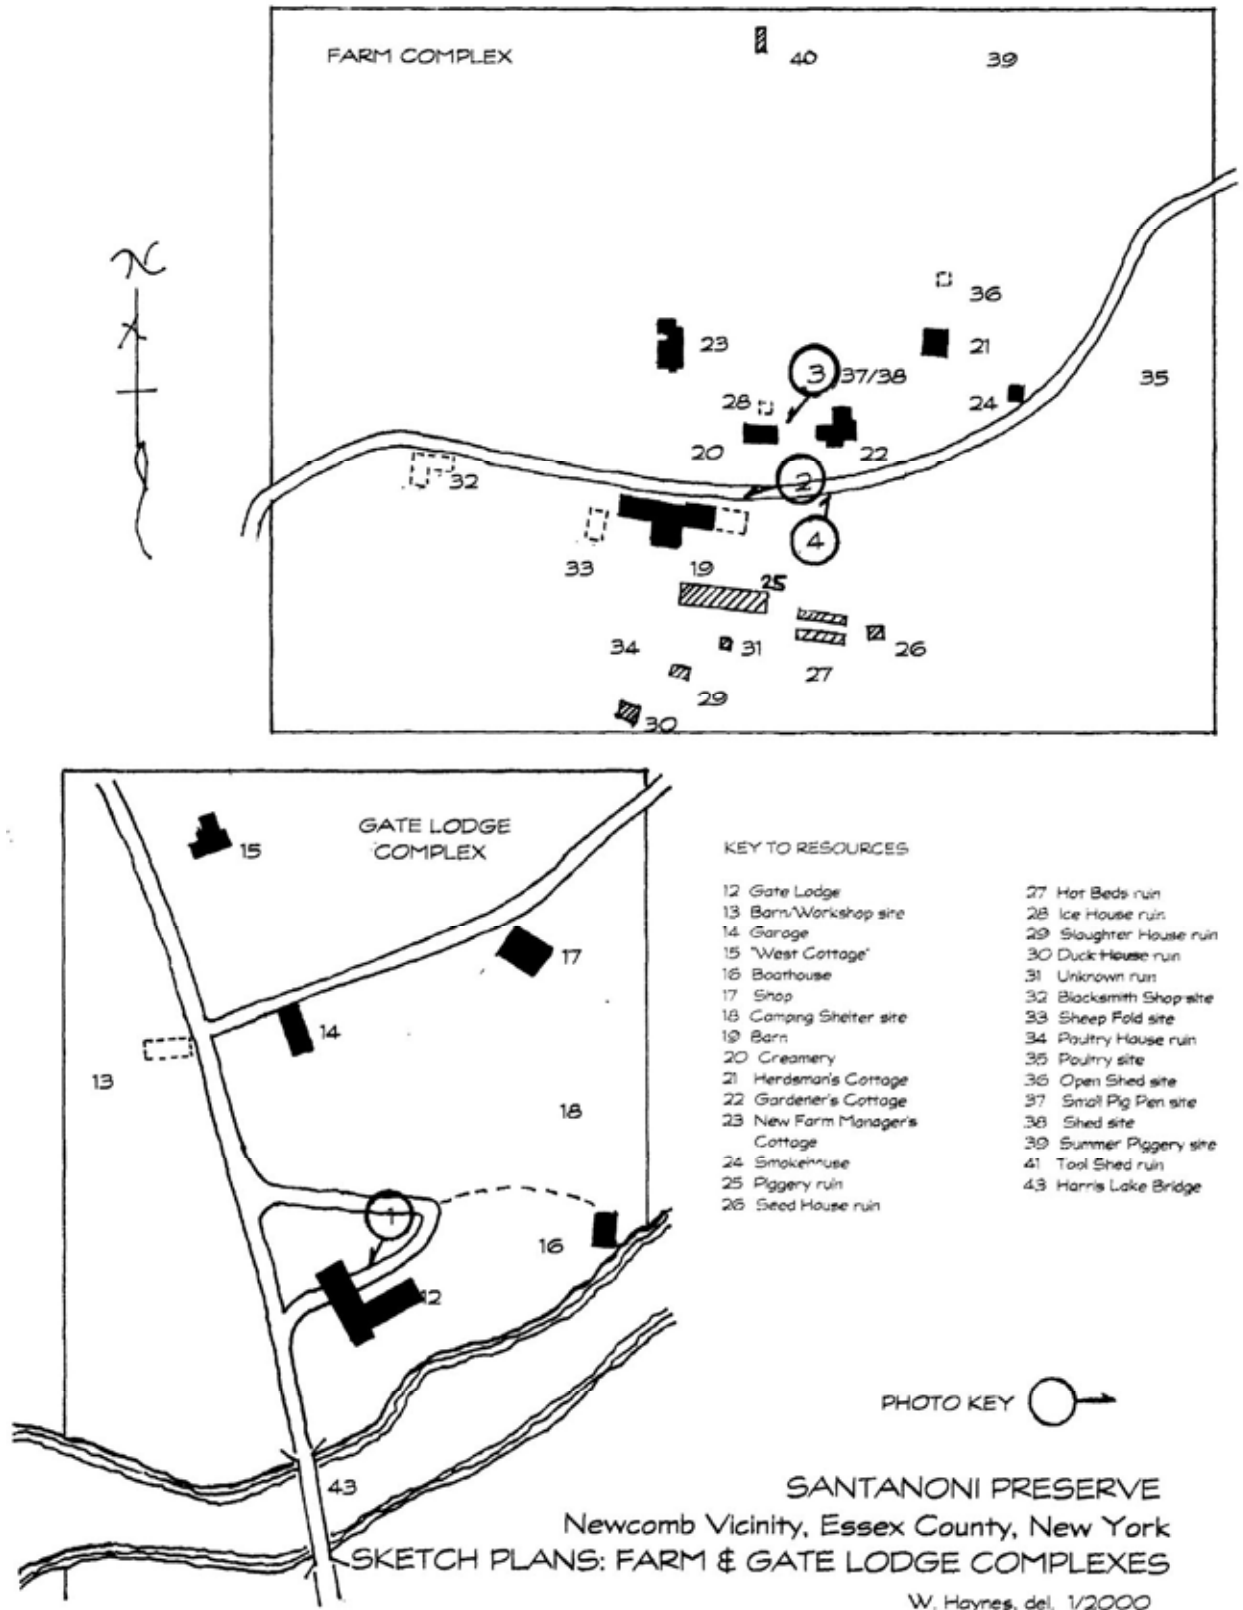 FARM COMPLEX
40
39
N
36
23
21
3
37/38
35
28
24
20
22
32
2
4
33
19
25
34
31
26
27
29
30
GATE LODGE
COMPLEX
15
17
14
13
18
1
16
12
43
KEY TO RESOURCES
12 Gate Lodge
13 Barn/Workshop site
14 Garage
15 "West Cottage"
16 Boathouse
17 Shop
18 Camping Shelter site
19 Barn
20 Creamery
21 Herdsman's Cottage
22 Gardener's Cottage
23 New Farm Manager's
Cottage
24 Smokehouse
25 Piggery ruin
26 Seed House ruin
27 Hot Beds ruin
28 Ice House ruin
29 Slaughter House ruin
30 Duck House ruin
31 Unknown ruin
32 Blacksmith Shop site
33 Sheep Fold site
34 Poultry House ruin
35 Poultry site
36 Open Shed site
37 Small Pig Pen site
38 Shed site
39 Summer Piggery site
41 Tool Shed ruin
43 Harris Lake Bridge
PHOTO KEY
SANTANONI PRESERVE
Newcomb Vicinity, Essex County, New York
SKETCH PLANS: FARM & GATE LODGE COMPLEXES
W. Haynes, del. 1/2000